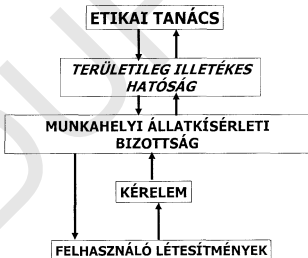 ETIKAI TANÁCS
TERÜLETILEG ILLETÉKES
HATÓSÁG
MUNKAHELYI ÁLLATKÍSÉRLETI
BIZOTTSÁG
KÉRELEM
FELHASZNÁLÓ LÉTESÍTMÉNYEK